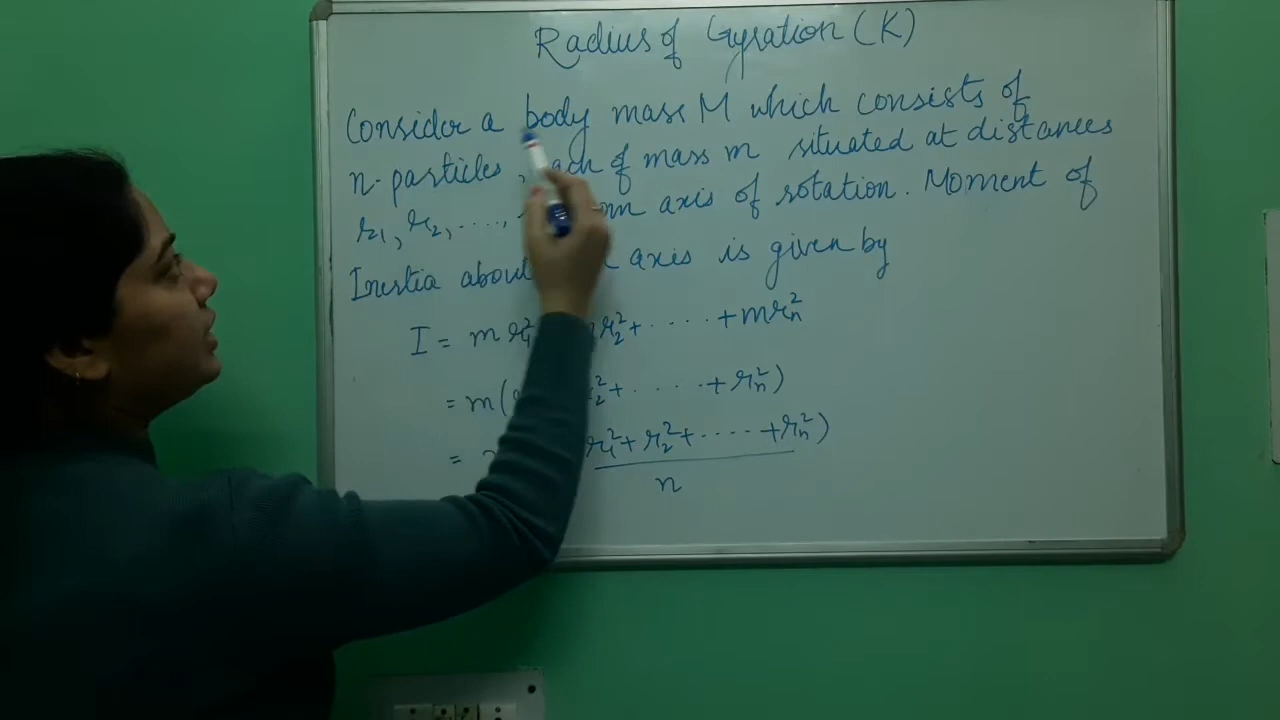 Radius of Gyration (K)
Consider a body mass M which consists of
n-particles, each of mass m situated at distances
r₁, r₂, ...., axis of rotation. Moment of
Inertia about axis is given by
I = m r₁² r₂² + ..... + m rₙ²
= m( ₂² + ..... + rₙ²)
= r₁² + r₂² + ..... + rₙ²)
n